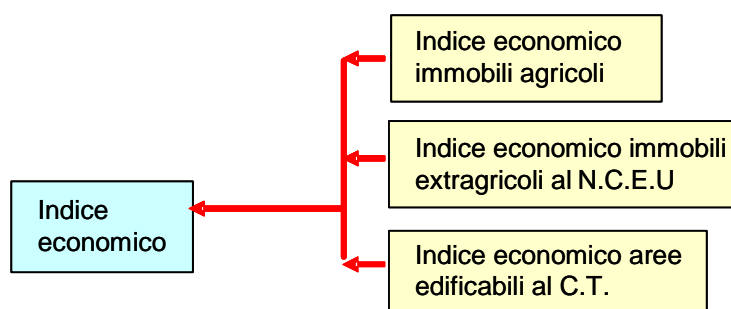 Indice economico
immobili agricoli
Indice economico immobili
extragricoli al N.C.E.U
Indice
economico
Indice economico aree
edificabili al C.T.